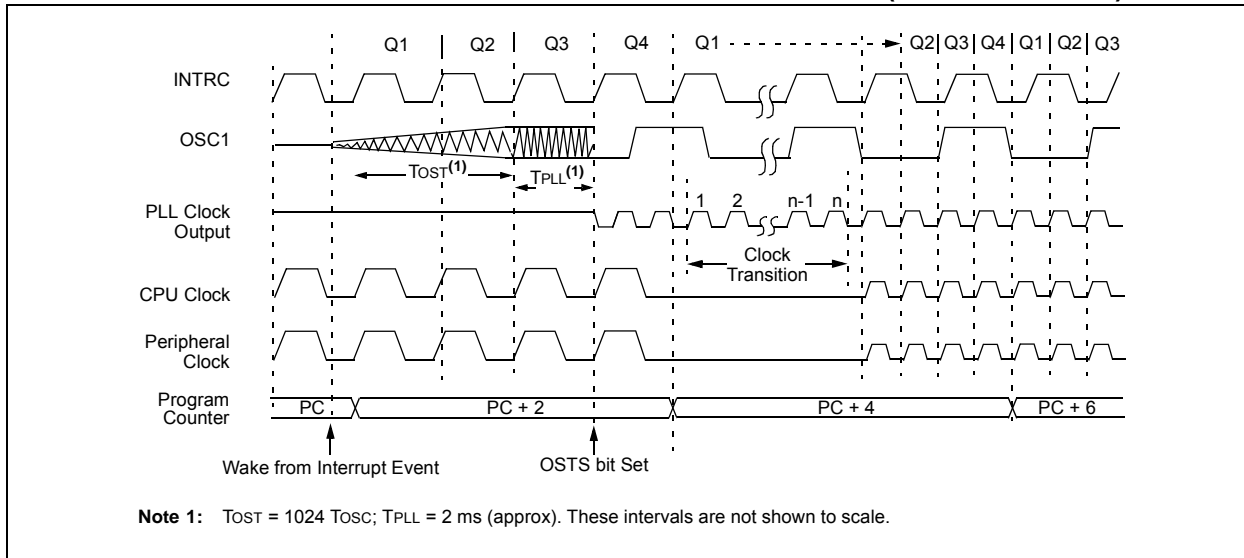 Q1 Q2 Q3 Q4 Q1 Q2 Q3 Q4 Q1 Q2 Q3
INTRC
OSC1
TOST(1) TPLL(1)
PLL Clock
Output
1 2 n-1 n
Clock
Transition
CPU Clock
Peripheral
Clock
Program
Counter
PC PC + 2 PC + 4 PC + 6
Wake from Interrupt Event OSTS bit Set
Note 1: TOST = 1024 TOSC; TPLL = 2 ms (approx). These intervals are not shown to scale.